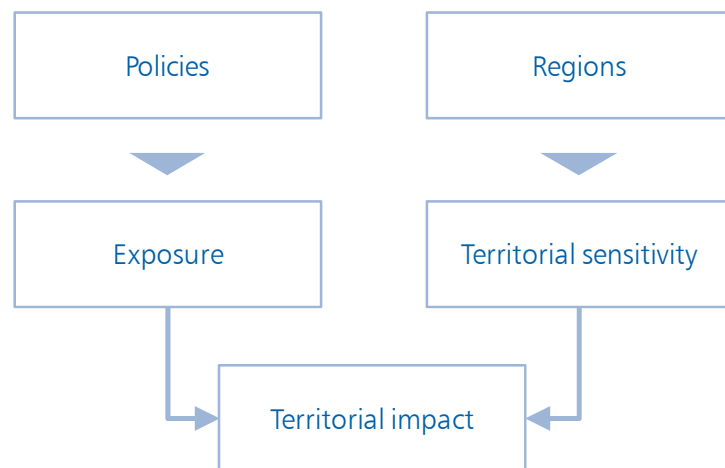 Policies
Regions
Exposure
Territorial sensitivity
Territorial impact